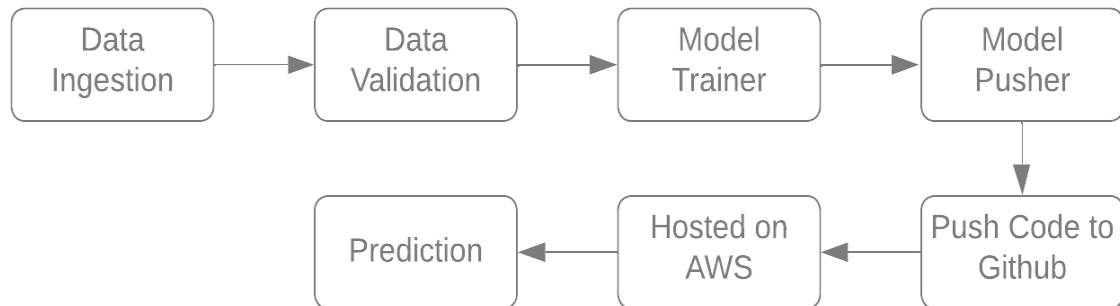 Data
Ingestion
Data
Validation
Model
Trainer
Model
Pusher
Push Code to
Github
Hosted on
AWS
Prediction